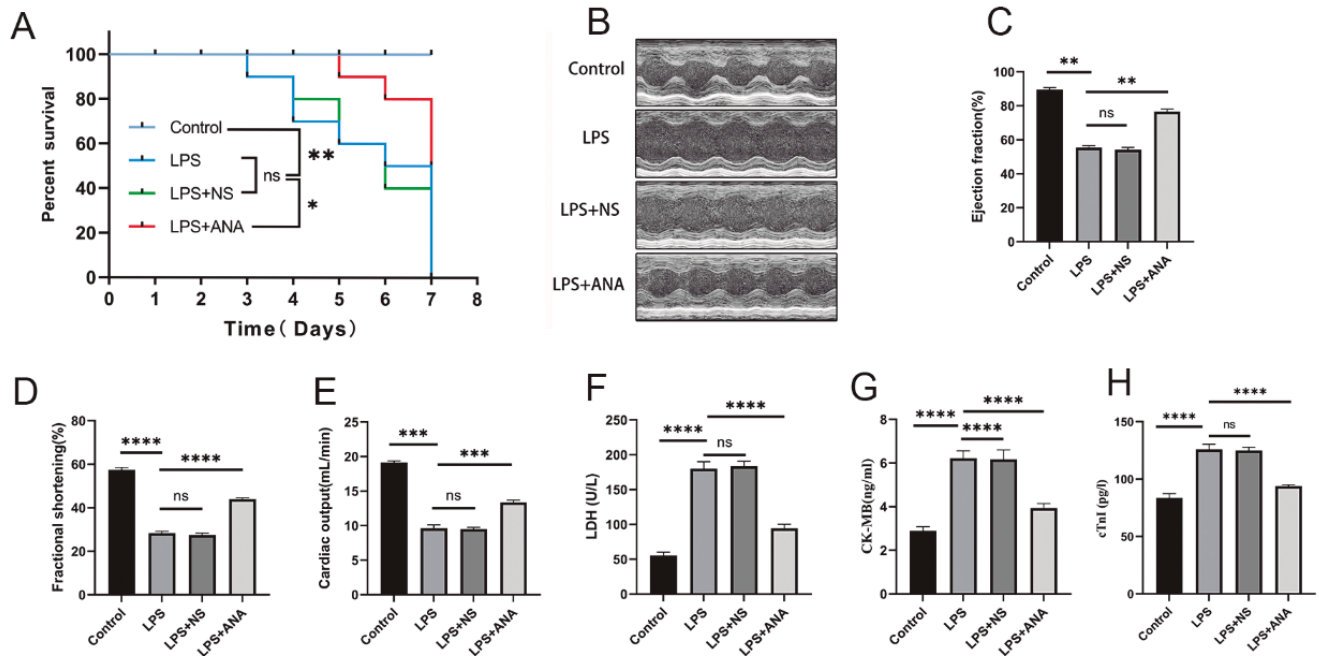 A
Percent survival
100
80
60
40
20
0
0 1 2 3 4 5 6 7 8
Time( Days)
Control
LPS
LPS+NS
LPS+ANA
ns
**
*
B
Control
LPS
LPS+NS
LPS+ANA
C
Ejection fraction(%)
100
80
60
40
20
0
** **
ns
Control LPS LPS+NS LPS+ANA
D
Fractional shortening(%)
80
60
40
20
0
**** ****
ns
Control LPS LPS+NS LPS+ANA
E
Cardiac output(mL/min)
25
20
15
10
5
0
*** ***
ns
Control LPS LPS+NS LPS+ANA
F
LDH (U/L)
250
200
150
100
50
0
**** ****
ns
Control LPS LPS+NS LPS+ANA
G
CK-MB(ng/ml)
8
6
4
2
0
**** ****
****
Control LPS LPS+NS LPS+ANA
H
cTnI (pg/l)
150
100
50
0
**** ****
ns
Control LPS LPS+NS LPS+ANA